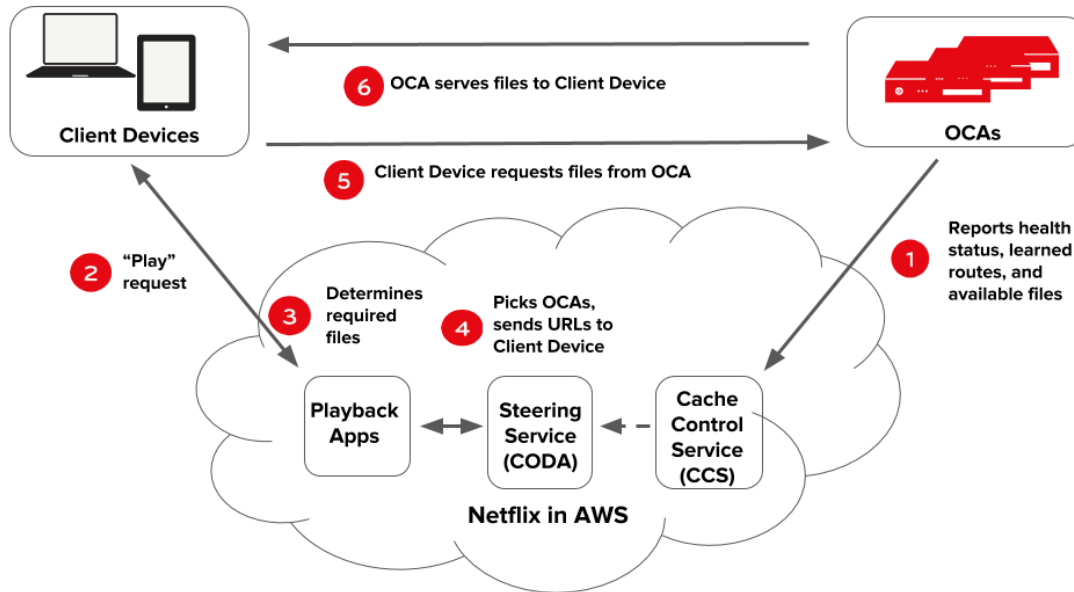 6
OCA serves files to Client Device
Client Devices
OCAs
5
Client Device requests files from OCA
1
Reports health
status, learned
routes, and
available files
2
“Play”
request
3
Determines
required
files
4
Picks OCAs,
sends URLs to
Client Device
Playback
Apps
Steering
Service
(CODA)
Cache
Control
Service
(CCS)
Netflix in AWS